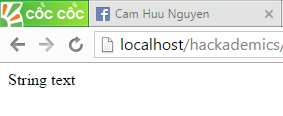 cốc cốc Cam Huu Nguyen
localhost/hackademics/
String text